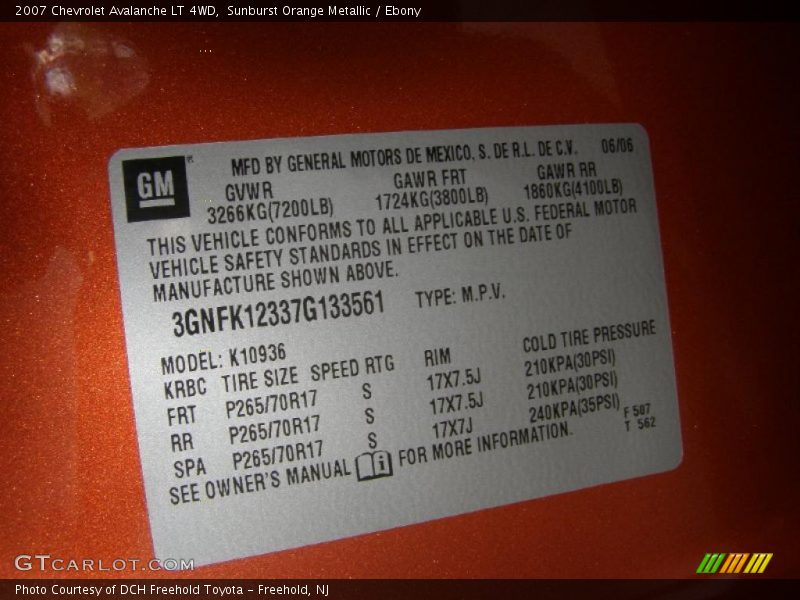 2007 Chevrolet Avalanche LT 4WD,  Sunburst Orange Metallic / Ebony
GM
MFD BY GENERAL MOTORS DE MEXICO, S. DE R.L. DE C.V. 06/06
GVWR GAWR FRT GAWR RR
3266KG(7200LB) 1724KG(3800LB) 1860KG(4100LB)
THIS VEHICLE CONFORMS TO ALL APPLICABLE U.S. FEDERAL MOTOR
VEHICLE SAFETY STANDARDS IN EFFECT ON THE DATE OF
MANUFACTURE SHOWN ABOVE.
3GNFK12337G133561 TYPE: M.P.V.
MODEL: K10936
KRBC TIRE SIZE SPEED RTG RIM COLD TIRE PRESSURE
FRT P265/70R17 S 17X7.5J 210KPA(30PSI)
RR P265/70R17 S 17X7.5J 210KPA(30PSI)
SPA P265/70R17 S 17X7J 240KPA(35PSI)
F 507
T 562
SEE OWNER'S MANUAL FOR MORE INFORMATION.
GTCARLOT.COM
Photo Courtesy of DCH Freehold Toyota - Freehold, NJ